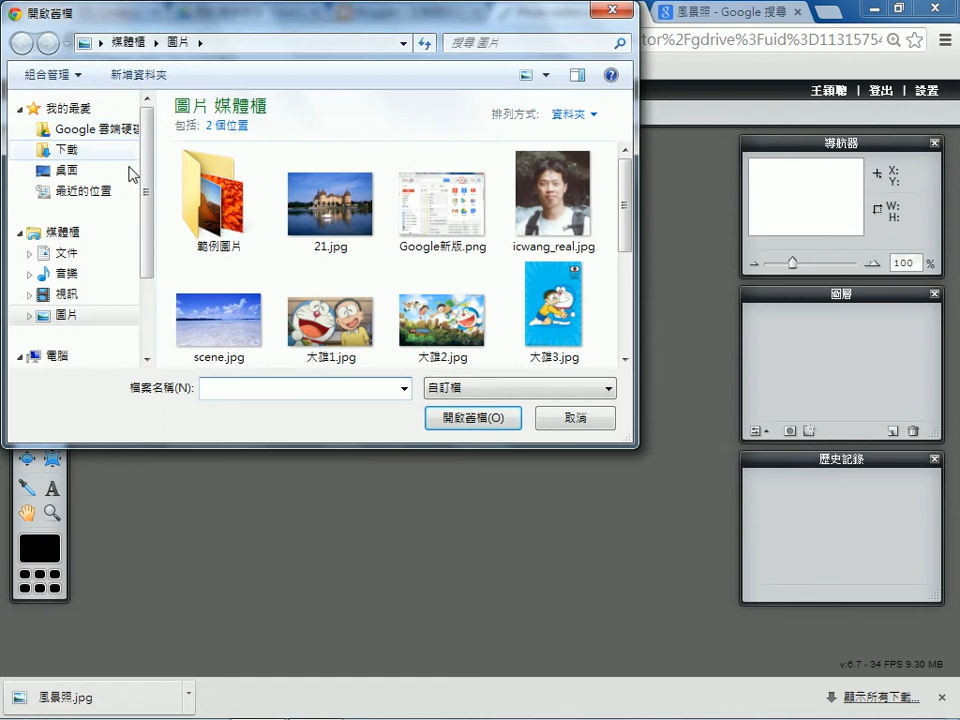 開啟舊檔
風景照 - Google 搜尋
媒體櫃 圖片
搜尋 圖片
tor%2Fgdrive%3Fuid%3D11315754
組合管理 新增資料夾
王穎聰 | 登出 | 設置
我的最愛
Google 雲端硬碟
下載
桌面
最近的位置
媒體櫃
文件
音樂
視訊
圖片
電腦
圖片 媒體櫃
包括: 2 個位置
排列方式: 資料夾
範例圖片
21.jpg
Google新版.png
icwang_real.jpg
scene.jpg
大雄1.jpg
大雄2.jpg
大雄3.jpg
檔案名稱(N):
自訂檔
開啟舊檔(O)
取消
導航器
X:
Y:
W:
H:
100 %
圖層
歷史記錄
A
v:6.7 - 34 FPS 9.30 MB
風景照.jpg
顯示所有下載...